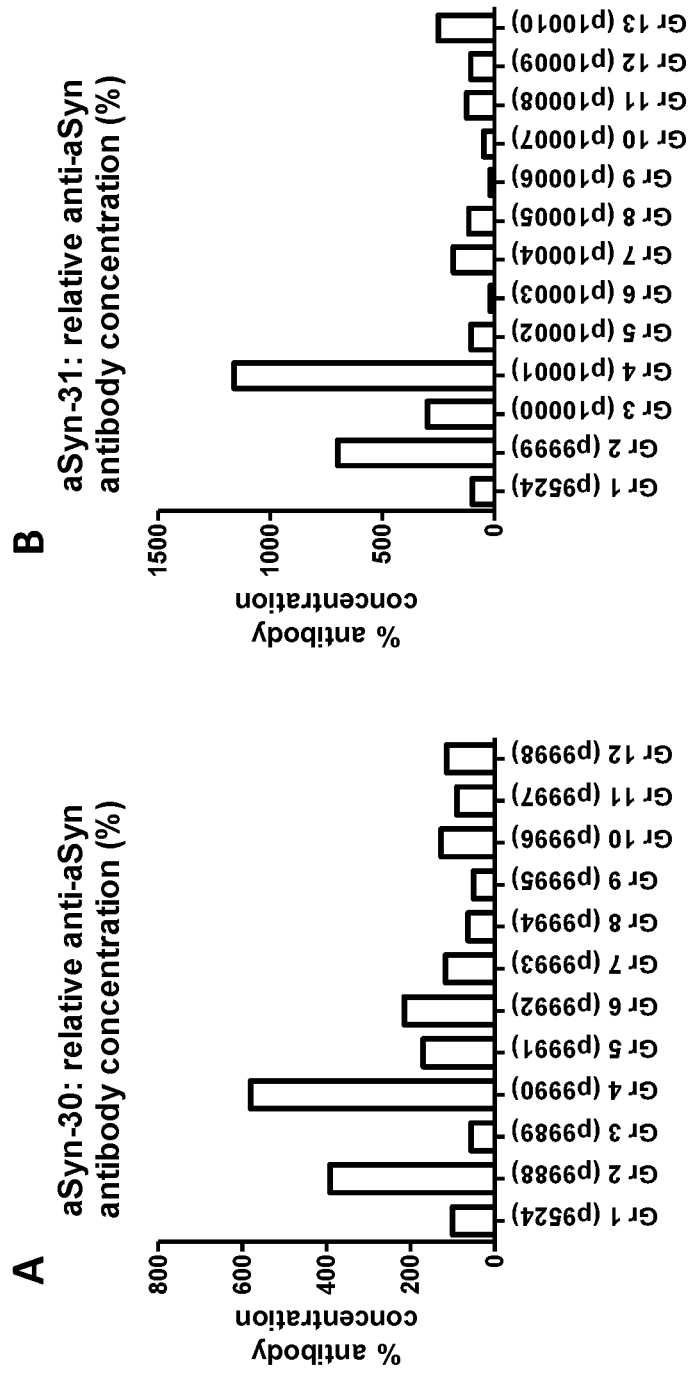 A
aSyn-30: relative anti-aSyn
antibody concentration (%)
% antibody
concentration
800
600
400
200
0
Gr 1 (p9524)
Gr 2 (p9988)
Gr 3 (p9989)
Gr 4 (p9990)
Gr 5 (p9991)
Gr 6 (p9992)
Gr 7 (p9993)
Gr 8 (p9994)
Gr 9 (p9995)
Gr 10 (p9996)
Gr 11 (p9997)
Gr 12 (p9998)
B
aSyn-31: relative anti-aSyn
antibody concentration (%)
% antibody
concentration
1500
1000
500
0
Gr 1 (p9524)
Gr 2 (p9999)
Gr 3 (p10000)
Gr 4 (p10001)
Gr 5 (p10002)
Gr 6 (p10003)
Gr 7 (p10004)
Gr 8 (p10005)
Gr 9 (p10006)
Gr 10 (p10007)
Gr 11 (p10008)
Gr 12 (p10009)
Gr 13 (p10010)